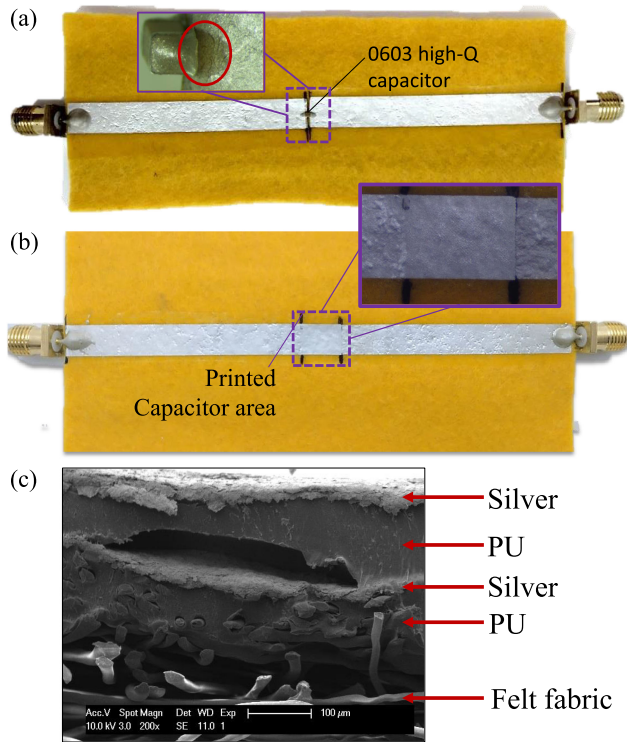 (a)
0603 high-Q
capacitor
(b)
Printed
Capacitor area
(c)
Silver
PU
Silver
PU
Felt fabric
Acc.V Spot Magn Det WD Exp
10.0 kV 3.0 200x SE 11.0 1 100 µm